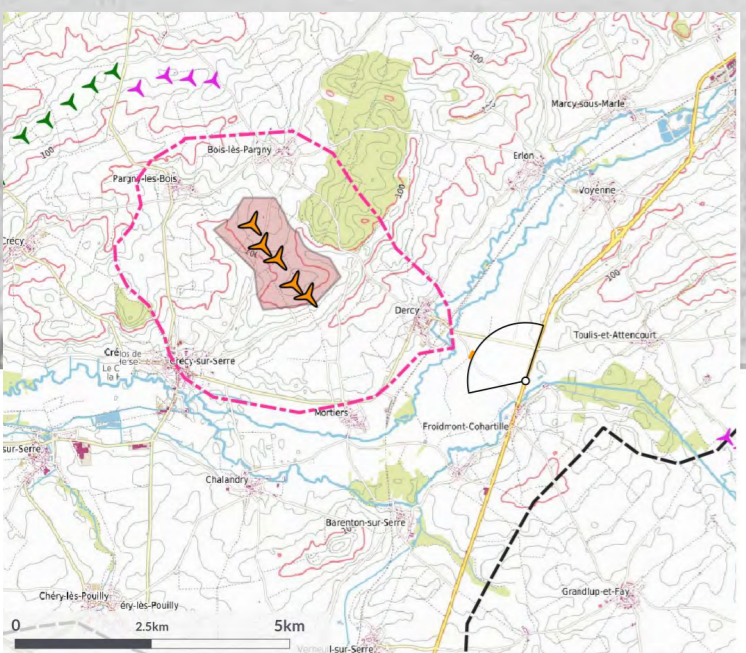 100
Marcy-sous-Marle
100
Bois-lès-Pargny
Erlon
Pargny-les-Bois
100
Voyenne
Crécy
100
Dercy
Toulis-et-Attencourt
Crécy-sur-Serre
Mortiers
Froidmont-Cohartille
sur-Serre
Chalandry
Barenton-sur-Serre
Chéry-lès-Pouilly
éry-lès-Pouilly
Grandlup-et-Fay
0
2.5km
5km
l-sur-Serre